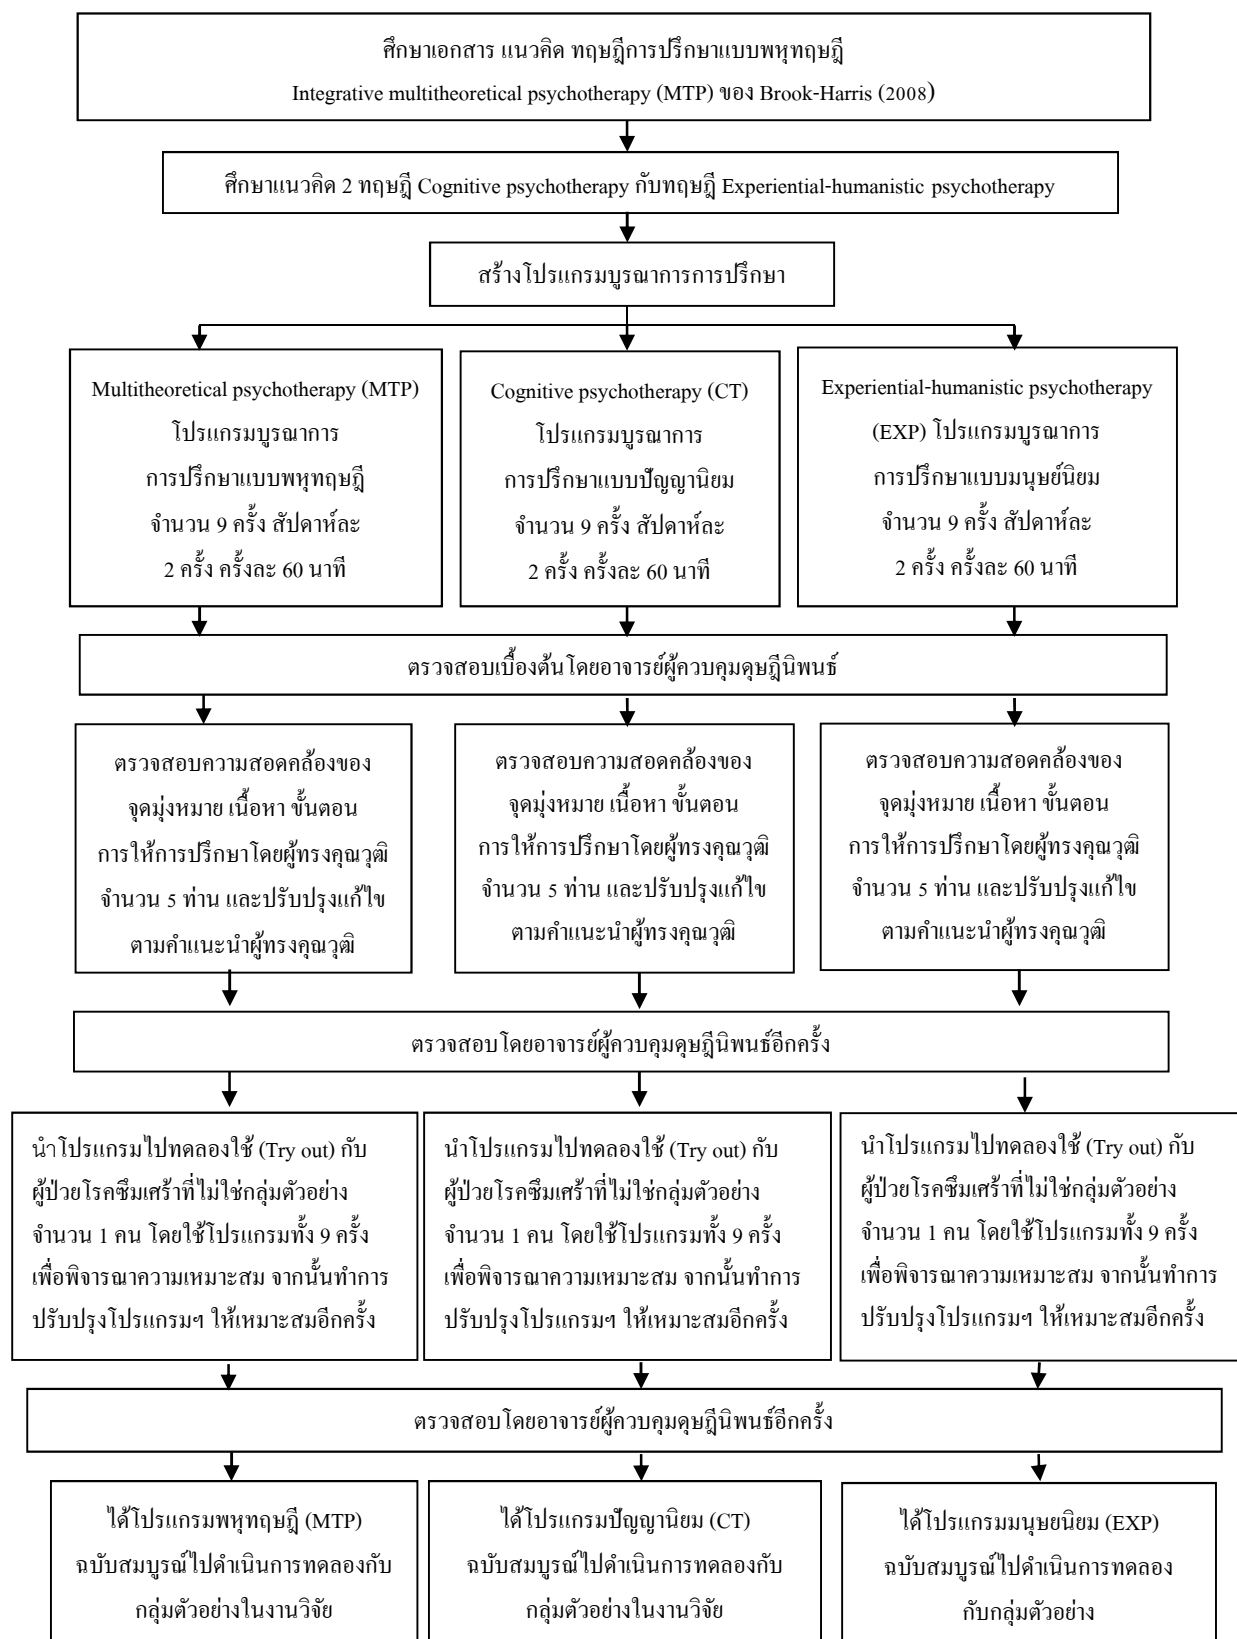 ศึกษาเอกสาร แนวคิด ทฤษฎีการปรึกษาแบบพหุทฤษฎี
Integrative multitheoretical psychotherapy (MTP) ของ Brook-Harris (2008)
ศึกษาแนวคิด 2 ทฤษฎี Cognitive psychotherapy กับทฤษฎี Experiential-humanistic psychotherapy
สร้างโปรแกรมบูรณาการการปรึกษา
Multitheoretical psychotherapy (MTP)
โปรแกรมบูรณาการ
การปรึกษาแบบพหุทฤษฎี
จำนวน 9 ครั้ง สัปดาห์ละ
2 ครั้ง ครั้งละ 60 นาที
Cognitive psychotherapy (CT)
โปรแกรมบูรณาการ
การปรึกษาแบบปัญญานิยม
จำนวน 9 ครั้ง สัปดาห์ละ
2 ครั้ง ครั้งละ 60 นาที
Experiential-humanistic psychotherapy
(EXP) โปรแกรมบูรณาการ
การปรึกษาแบบมนุษย์นิยม
จำนวน 9 ครั้ง สัปดาห์ละ
2 ครั้ง ครั้งละ 60 นาที
ตรวจสอบเบื้องต้นโดยอาจารย์ผู้ควบคุมดุษฎีนิพนธ์
ตรวจสอบความสอดคล้องของ
จุดมุ่งหมาย เนื้อหา ขั้นตอน
การให้การปรึกษาโดยผู้ทรงคุณวุฒิ
จำนวน 5 ท่าน และปรับปรุงแก้ไข
ตามคำแนะนำผู้ทรงคุณวุฒิ
ตรวจสอบความสอดคล้องของ
จุดมุ่งหมาย เนื้อหา ขั้นตอน
การให้การปรึกษาโดยผู้ทรงคุณวุฒิ
จำนวน 5 ท่าน และปรับปรุงแก้ไข
ตามคำแนะนำผู้ทรงคุณวุฒิ
ตรวจสอบความสอดคล้องของ
จุดมุ่งหมาย เนื้อหา ขั้นตอน
การให้การปรึกษาโดยผู้ทรงคุณวุฒิ
จำนวน 5 ท่าน และปรับปรุงแก้ไข
ตามคำแนะนำผู้ทรงคุณวุฒิ
ตรวจสอบโดยอาจารย์ผู้ควบคุมดุษฎีนิพนธ์อีกครั้ง
นำโปรแกรมไปทดลองใช้ (Try out) กับ
ผู้ป่วยโรคซึมเศร้าที่ไม่ใช่กลุ่มตัวอย่าง
จำนวน 1 คน โดยใช้โปรแกรมทั้ง 9 ครั้ง
เพื่อพิจารณาความเหมาะสม จากนั้นทำการ
ปรับปรุงโปรแกรมฯ ให้เหมาะสมอีกครั้ง
นำโปรแกรมไปทดลองใช้ (Try out) กับ
ผู้ป่วยโรคซึมเศร้าที่ไม่ใช่กลุ่มตัวอย่าง
จำนวน 1 คน โดยใช้โปรแกรมทั้ง 9 ครั้ง
เพื่อพิจารณาความเหมาะสม จากนั้นทำการ
ปรับปรุงโปรแกรมฯ ให้เหมาะสมอีกครั้ง
นำโปรแกรมไปทดลองใช้ (Try out) กับ
ผู้ป่วยโรคซึมเศร้าที่ไม่ใช่กลุ่มตัวอย่าง
จำนวน 1 คน โดยใช้โปรแกรมทั้ง 9 ครั้ง
เพื่อพิจารณาความเหมาะสม จากนั้นทำการ
ปรับปรุงโปรแกรมฯ ให้เหมาะสมอีกครั้ง
ตรวจสอบโดยอาจารย์ผู้ควบคุมดุษฎีนิพนธ์อีกครั้ง
ได้โปรแกรมพหุทฤษฎี (MTP)
ฉบับสมบูรณ์ไปดำเนินการทดลองกับ
กลุ่มตัวอย่างในงานวิจัย
ได้โปรแกรมปัญญานิยม (CT)
ฉบับสมบูรณ์ไปดำเนินการทดลองกับ
กลุ่มตัวอย่างในงานวิจัย
ได้โปรแกรมมนุษยนิยม (EXP)
ฉบับสมบูรณ์ไปดำเนินการทดลอง
กับกลุ่มตัวอย่าง